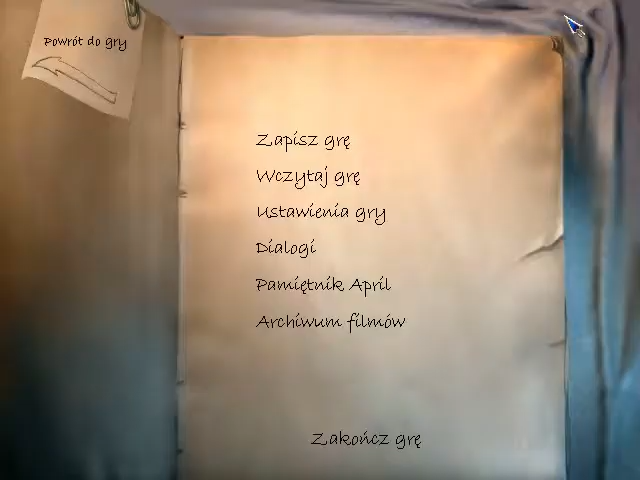 Powrót do gry
Zapisz grę
Wczytaj grę
Ustawienia gry
Dialogi
Pamiętnik April
Archiwum filmów
Zakończ grę